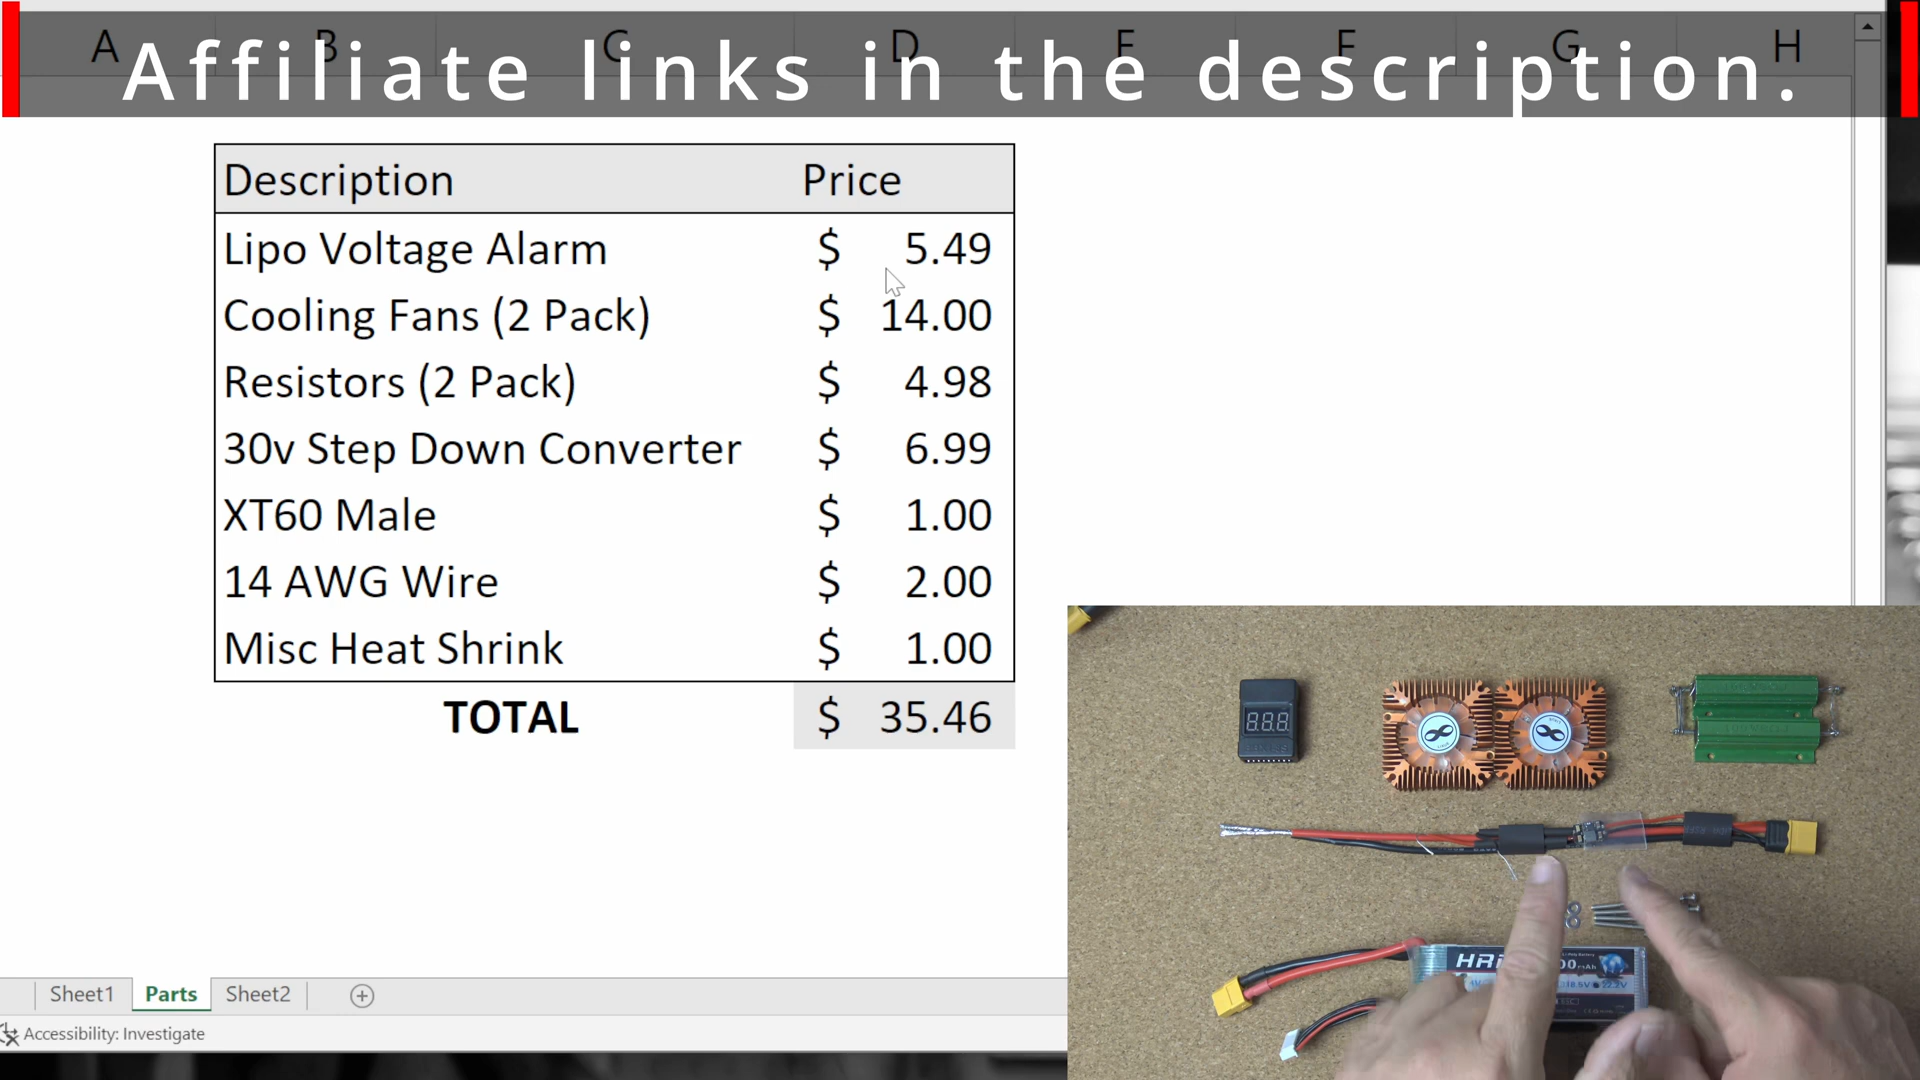 A B C D E F G H
Affiliate links in the description.
Description Price
Lipo Voltage Alarm $ 5.49
Cooling Fans (2 Pack) $ 14.00
Resistors (2 Pack) $ 4.98
30v Step Down Converter $ 6.99
XT60 Male $ 1.00
14 AWG Wire $ 2.00
Misc Heat Shrink $ 1.00
TOTAL $ 35.46
Sheet1 Parts Sheet2
Accessibility: Investigate